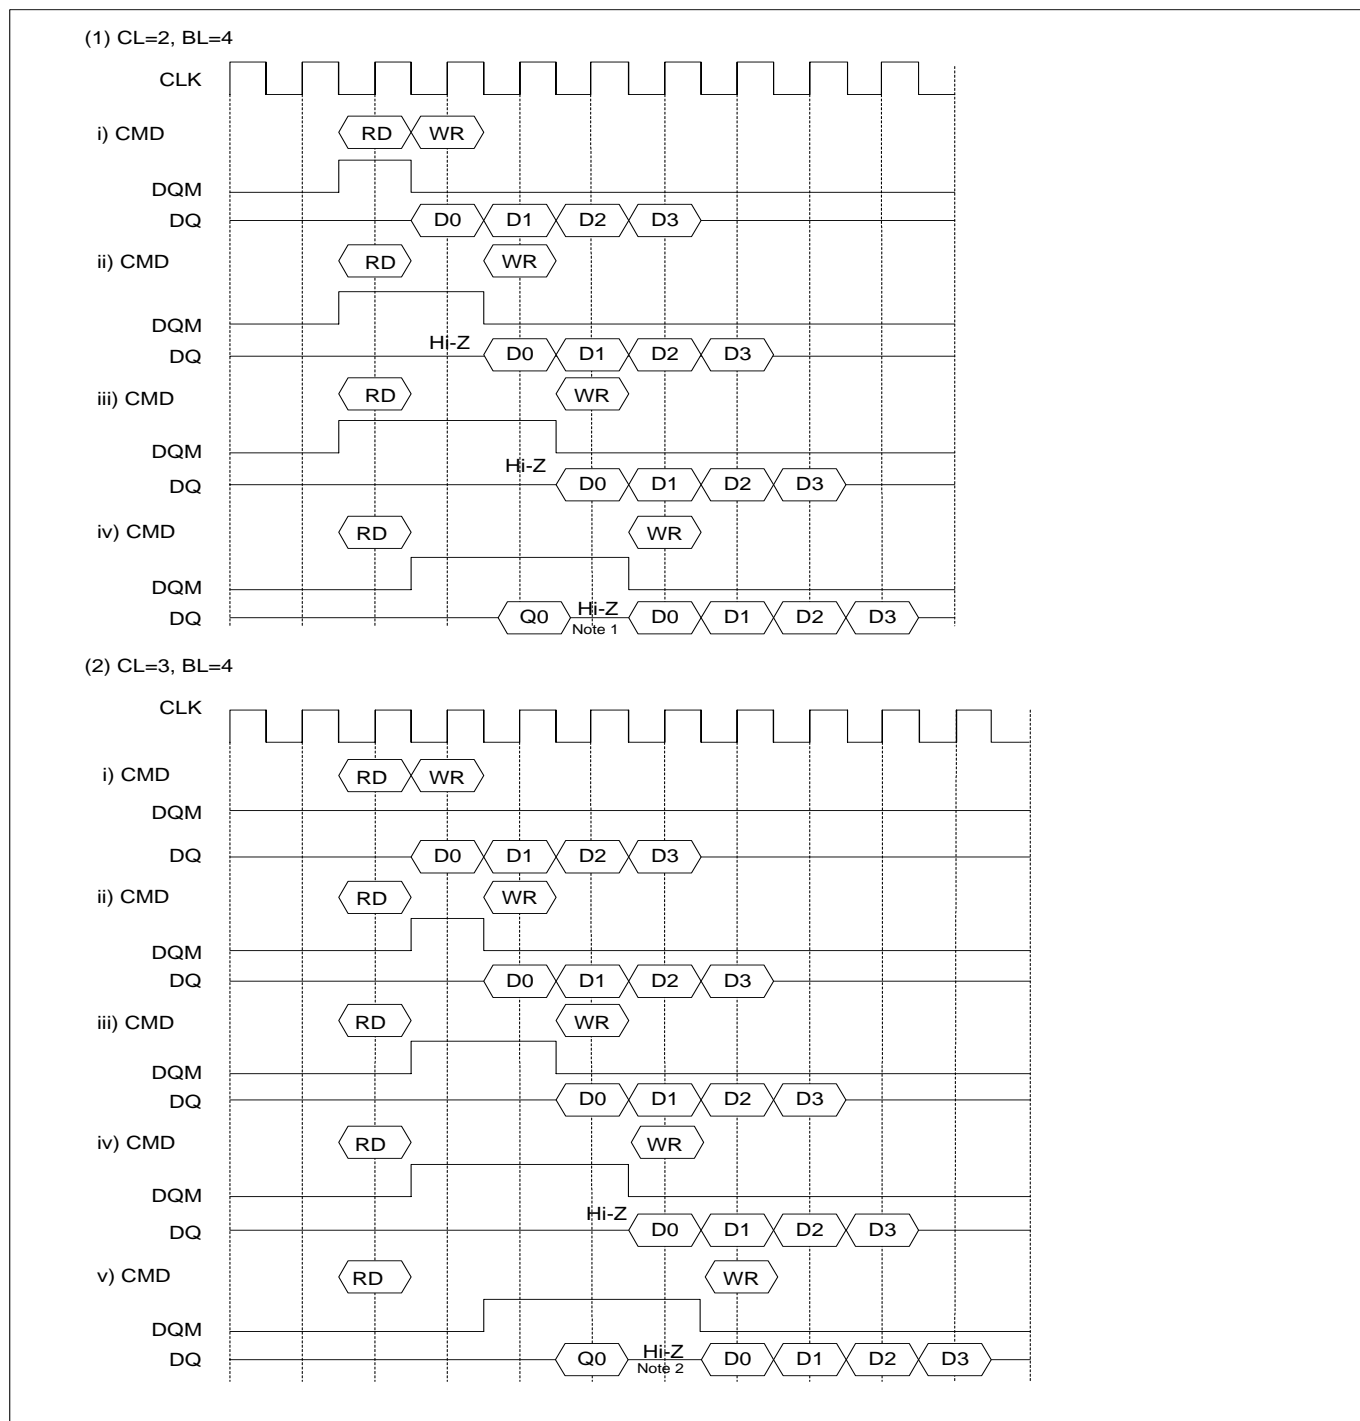 (1) CL=2, BL=4
CLK
i) CMD RD WR
DQM
DQ D0 D1 D2 D3
ii) CMD RD WR
DQM
DQ Hi-Z D0 D1 D2 D3
iii) CMD RD WR
DQM
DQ Hi-Z D0 D1 D2 D3
iv) CMD RD WR
DQM
DQ Q0 Hi-Z D0 D1 D2 D3
Note 1
(2) CL=3, BL=4
CLK
i) CMD RD WR
DQM
DQ D0 D1 D2 D3
ii) CMD RD WR
DQM
DQ D0 D1 D2 D3
iii) CMD RD WR
DQM
DQ D0 D1 D2 D3
iv) CMD RD WR
DQM
DQ Hi-Z D0 D1 D2 D3
v) CMD RD WR
DQM
DQ Q0 Hi-Z D0 D1 D2 D3
Note 2